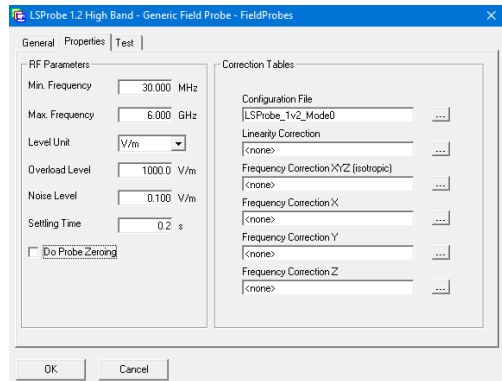 LSProbe 1.2 High Band - Generic Field Probe - FieldProbes
General Properties Test
RF Parameters
Min. Frequency 30.000 MHz
Max. Frequency 6.000 GHz
Level Unit V/m
Overload Level 1000.0 V/m
Noise Level 0.100 V/m
Settling Time 0.2 s
Do Probe Zeroing
Correction Tables
Configuration File
LSProbe_1v2_Mode0 ...
Linearity Correction
<none> ...
Frequency Correction XYZ (isotropic)
<none> ...
Frequency Correction X
<none> ...
Frequency Correction Y
<none> ...
Frequency Correction Z
<none> ...
OK Cancel